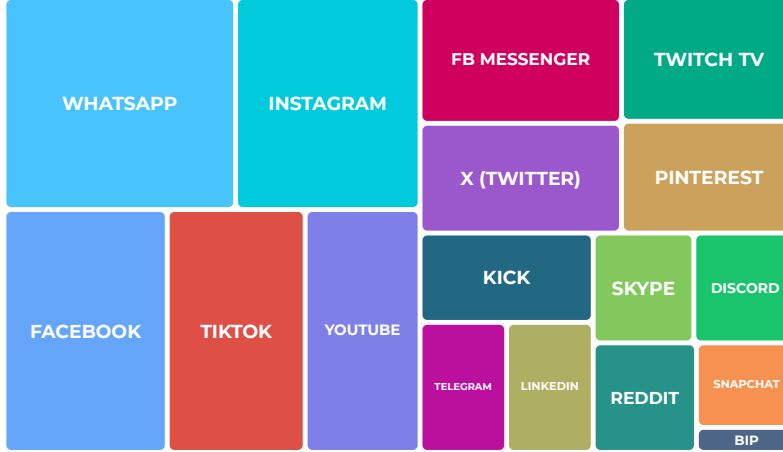 WHATSAPP
INSTAGRAM
FB MESSENGER
TWITCH TV
X (TWITTER)
PINTEREST
FACEBOOK
TIKTOK
YOUTUBE
KICK
SKYPE
DISCORD
TELEGRAM
LINKEDIN
REDDIT
SNAPCHAT
BIP